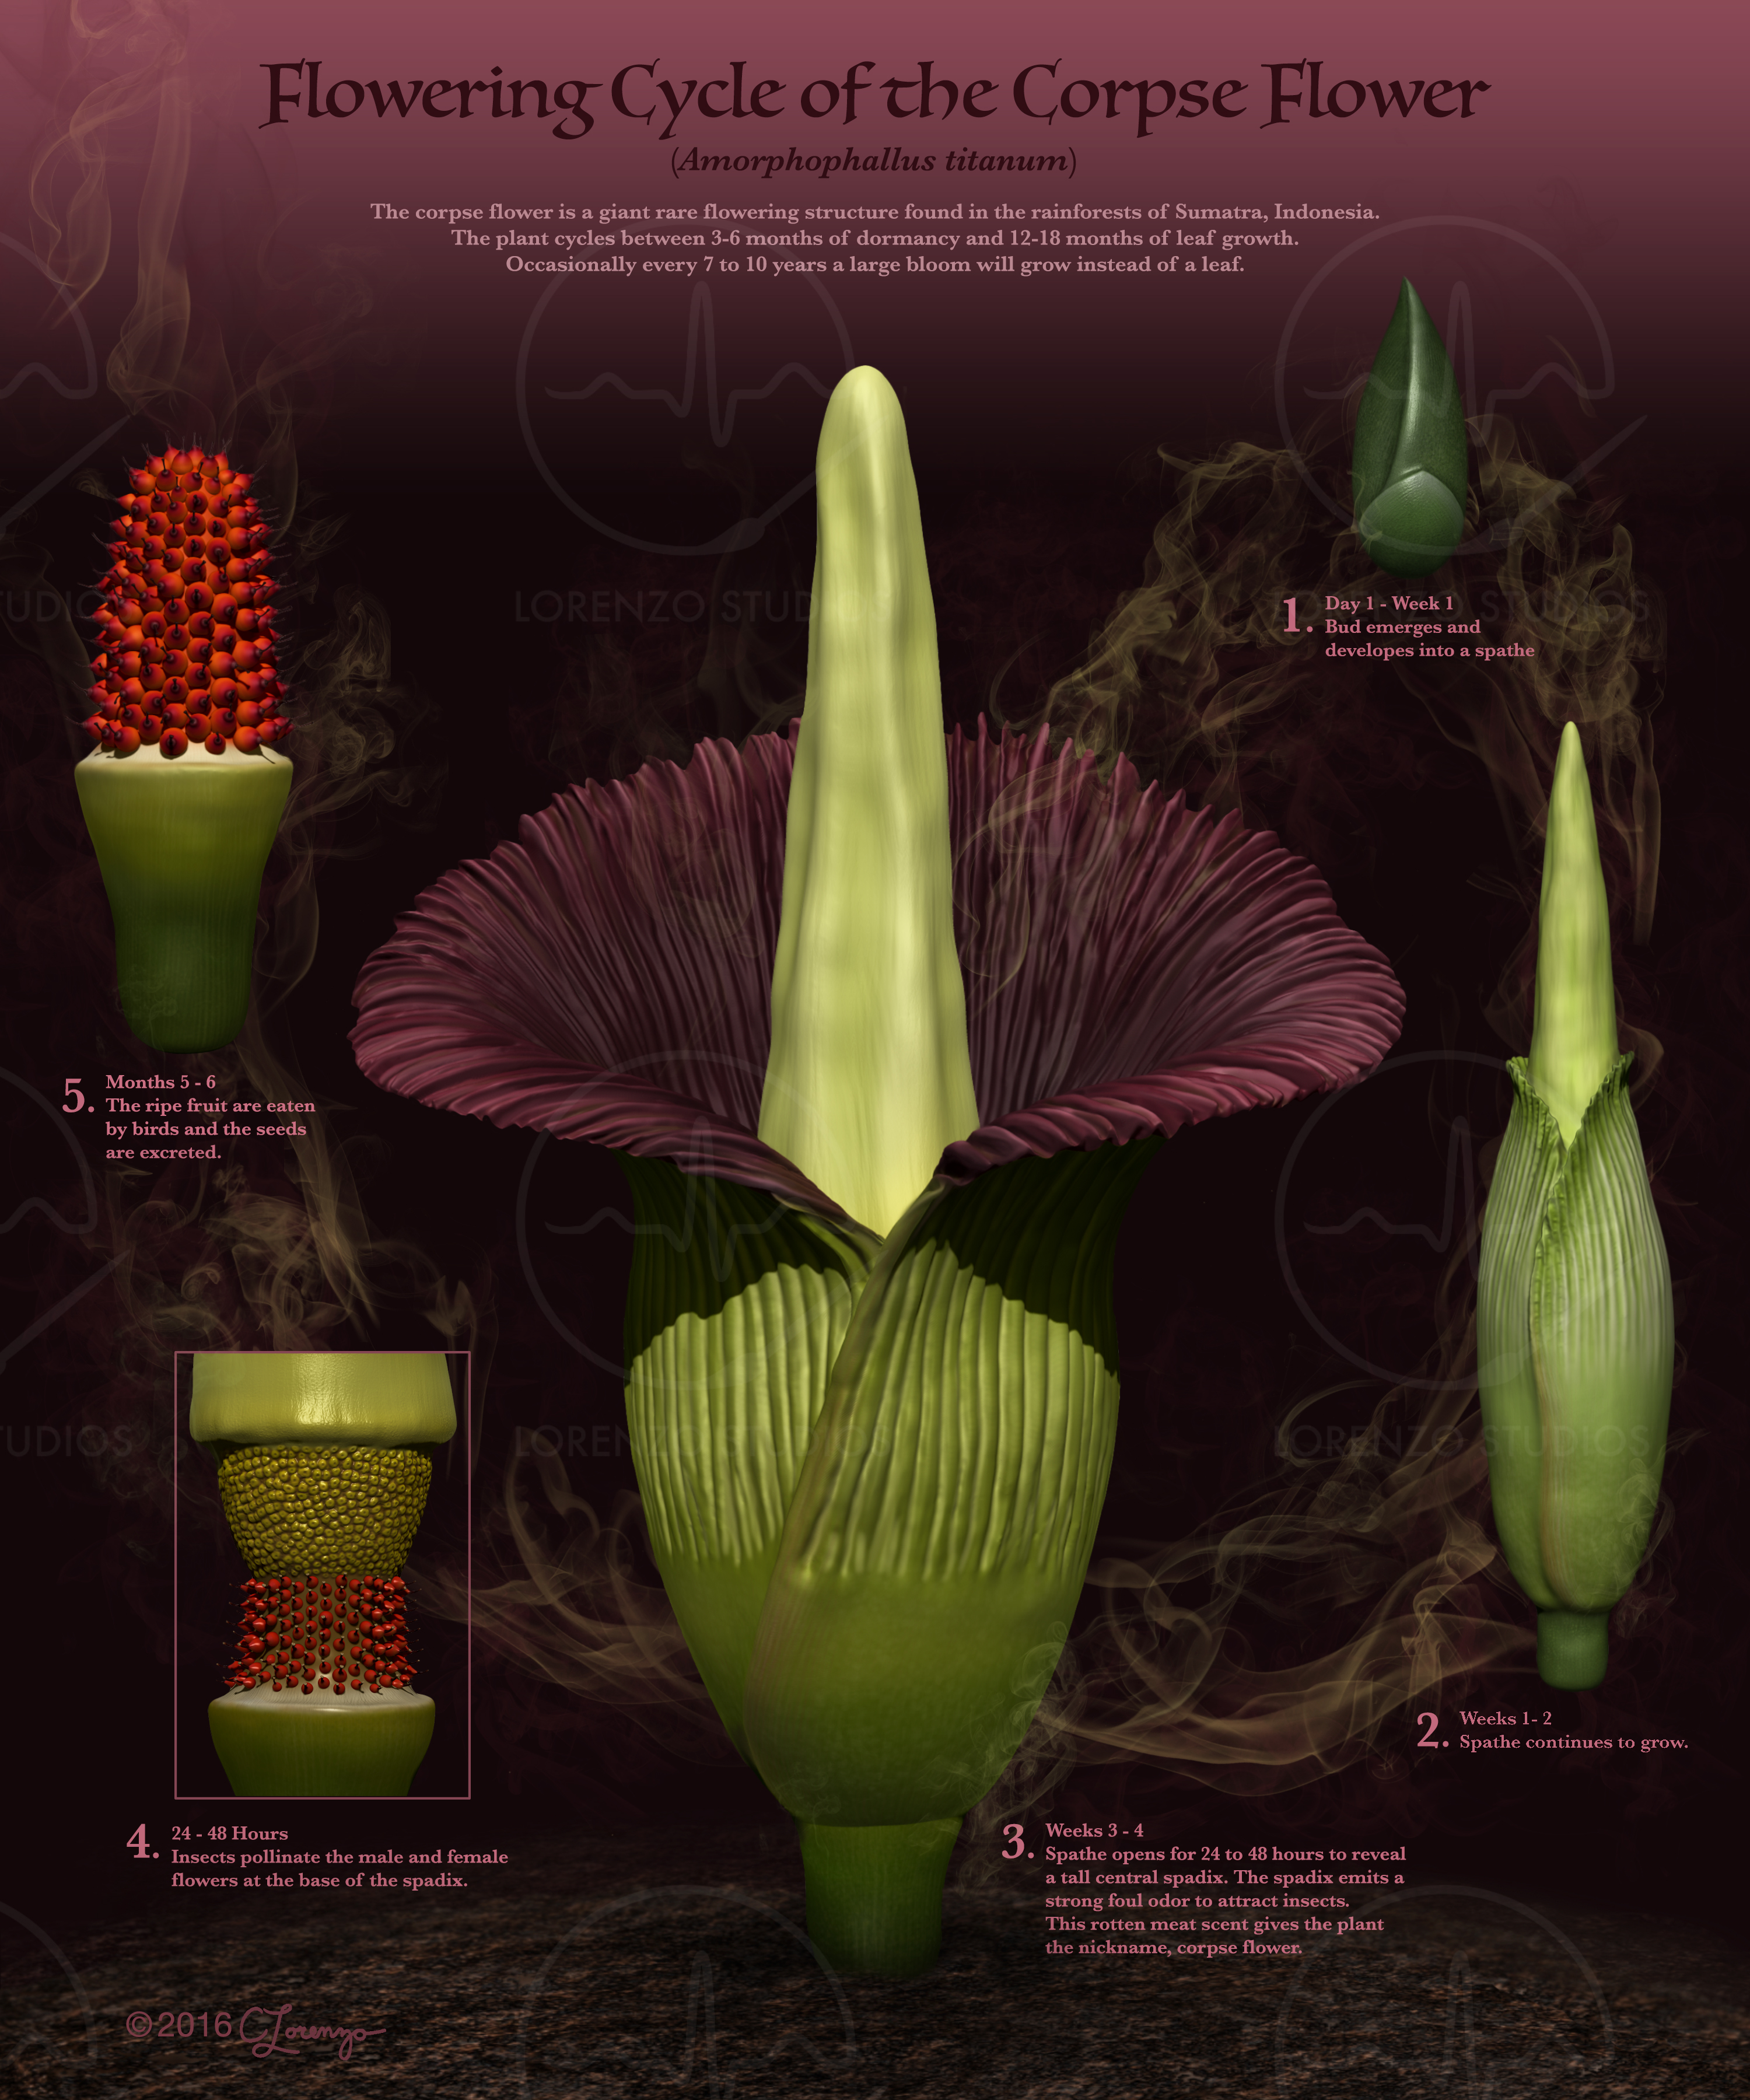 Flowering Cycle of the Corpse Flower
(Amorphophallus titanum)
The corpse flower is a giant rare flowering structure found in the rainforests of Sumatra, Indonesia.
The plant cycles between 3-6 months of dormancy and 12-18 months of leaf growth.
Occasionally every 7 to 10 years a large bloom will grow instead of a leaf.
1. Day 1 - Week 1
Bud emerges and
developes into a spathe
2. Weeks 1- 2
Spathe continues to grow.
3. Weeks 3 - 4
Spathe opens for 24 to 48 hours to reveal
a tall central spadix. The spadix emits a
strong foul odor to attract insects.
This rotten meat scent gives the plant
the nickname, corpse flower.
4. 24 - 48 Hours
Insects pollinate the male and female
flowers at the base of the spadix.
5. Months 5 - 6
The ripe fruit are eaten
by birds and the seeds
are excreted.
©2016 CLorenzo
TUDIOS
LORENZO STUDIOS
STUDIOS
TUDIOS
LORENZO STUDIOS
LORENZO STUDIOS